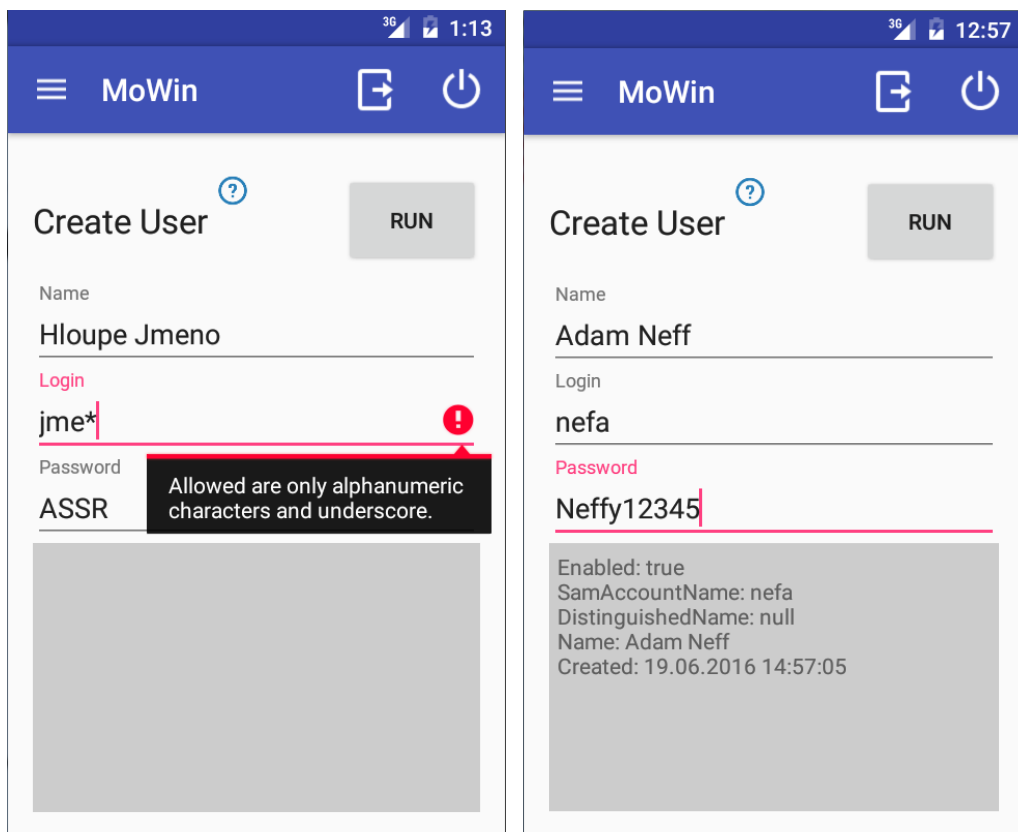 3G 1:13
MoWin
Create User ?
RUN
Name
Hloupe Jmeno
Login
jme*
!
Password
ASSR
Allowed are only alphanumeric
characters and underscore.
3G 12:57
MoWin
Create User ?
RUN
Name
Adam Neff
Login
nefa
Password
Neffy12345
Enabled: true
SamAccountName: nefa
DistinguishedName: null
Name: Adam Neff
Created: 19.06.2016 14:57:05